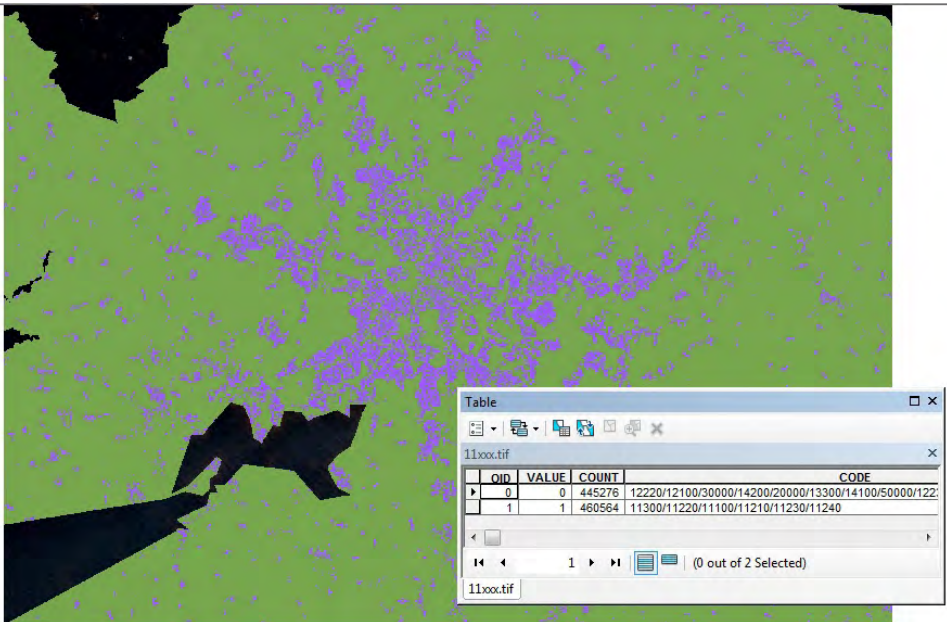 Table
11xxx.tif
OID VALUE COUNT CODE
0 0 445276 12220/12100/30000/14200/20000/13300/14100/50000/122
1 1 460564 11300/11220/11100/11210/11230/11240
1 (0 out of 2 Selected)
11xxx.tif